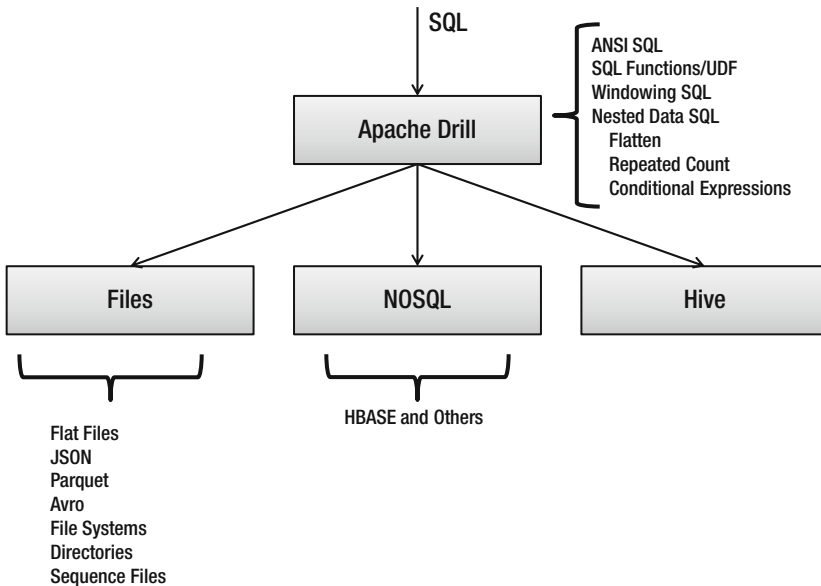 SQL
ANSI SQL
SQL Functions/UDF
Windowing SQL
Nested Data SQL
Flatten
Repeated Count
Conditional Expressions
Apache Drill
Files
NOSQL
Hive
HBASE and Others
Flat Files
JSON
Parquet
Avro
File Systems
Directories
Sequence Files